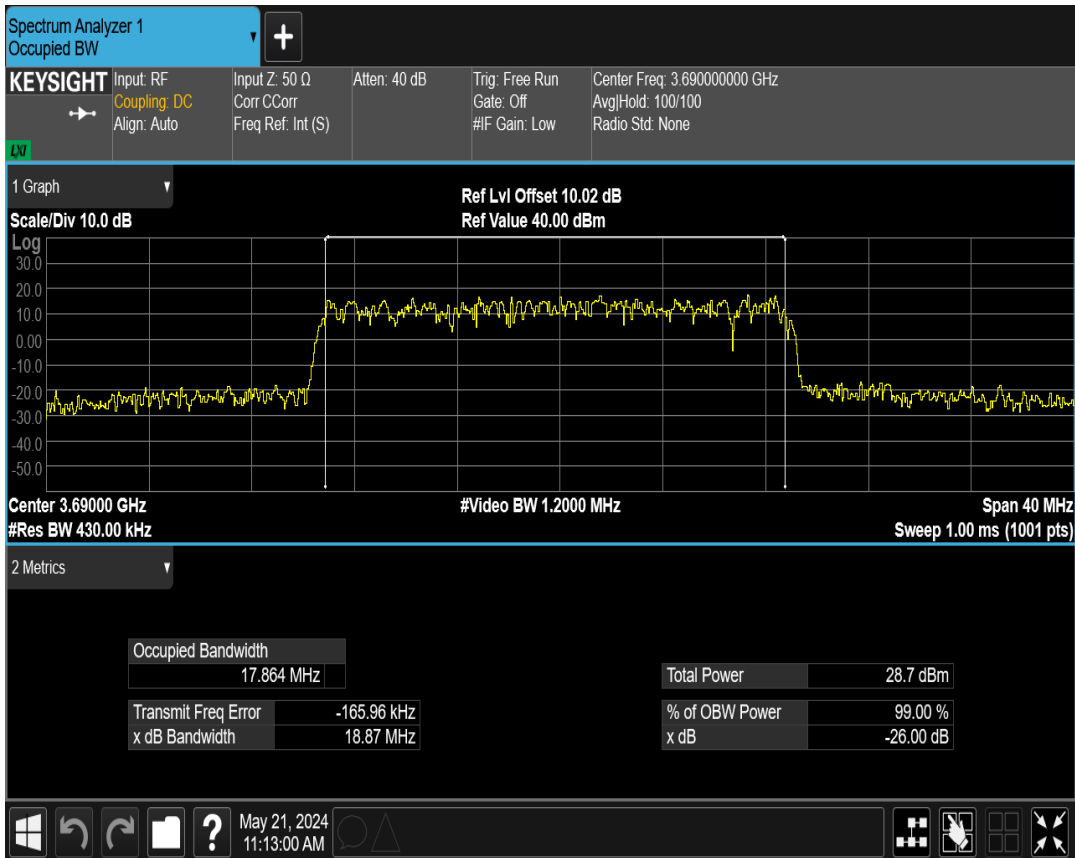 Spectrum Analyzer 1
Occupied BW
+
KEYSIGHT
LXI
Input: RF
Coupling: DC
Align: Auto
Input Z: 50 Ω
Corr CCorr
Freq Ref: Int (S)
Atten: 40 dB
Trig: Free Run
Gate: Off
#IF Gain: Low
Center Freq: 3.690000000 GHz
Avg|Hold: 100/100
Radio Std: None
1 Graph
Scale/Div 10.0 dB
Ref Lvl Offset 10.02 dB
Ref Value 40.00 dBm
Log
30.0
20.0
10.0
0.00
-10.0
-20.0
-30.0
-40.0
-50.0
Center 3.69000 GHz
#Video BW 1.2000 MHz
Span 40 MHz
#Res BW 430.00 kHz
Sweep 1.00 ms (1001 pts)
2 Metrics
Occupied Bandwidth
17.864 MHz
Total Power 28.7 dBm
Transmit Freq Error -165.96 kHz
% of OBW Power 99.00 %
x dB Bandwidth 18.87 MHz
x dB -26.00 dB
?
May 21, 2024
11:13:00 AM